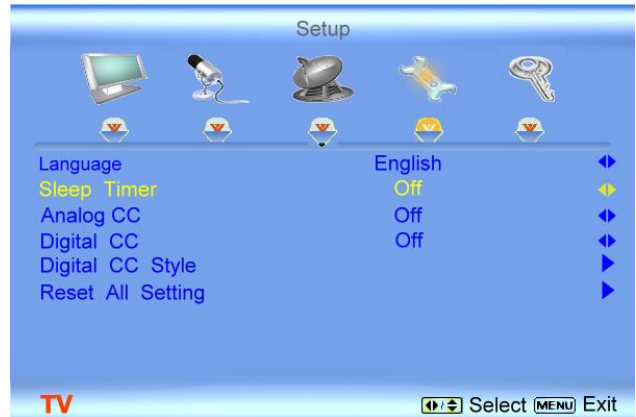 Setup
Language English
Sleep Timer Off
Analog CC Off
Digital CC Off
Digital CC Style
Reset All Setting
TV Select MENU Exit